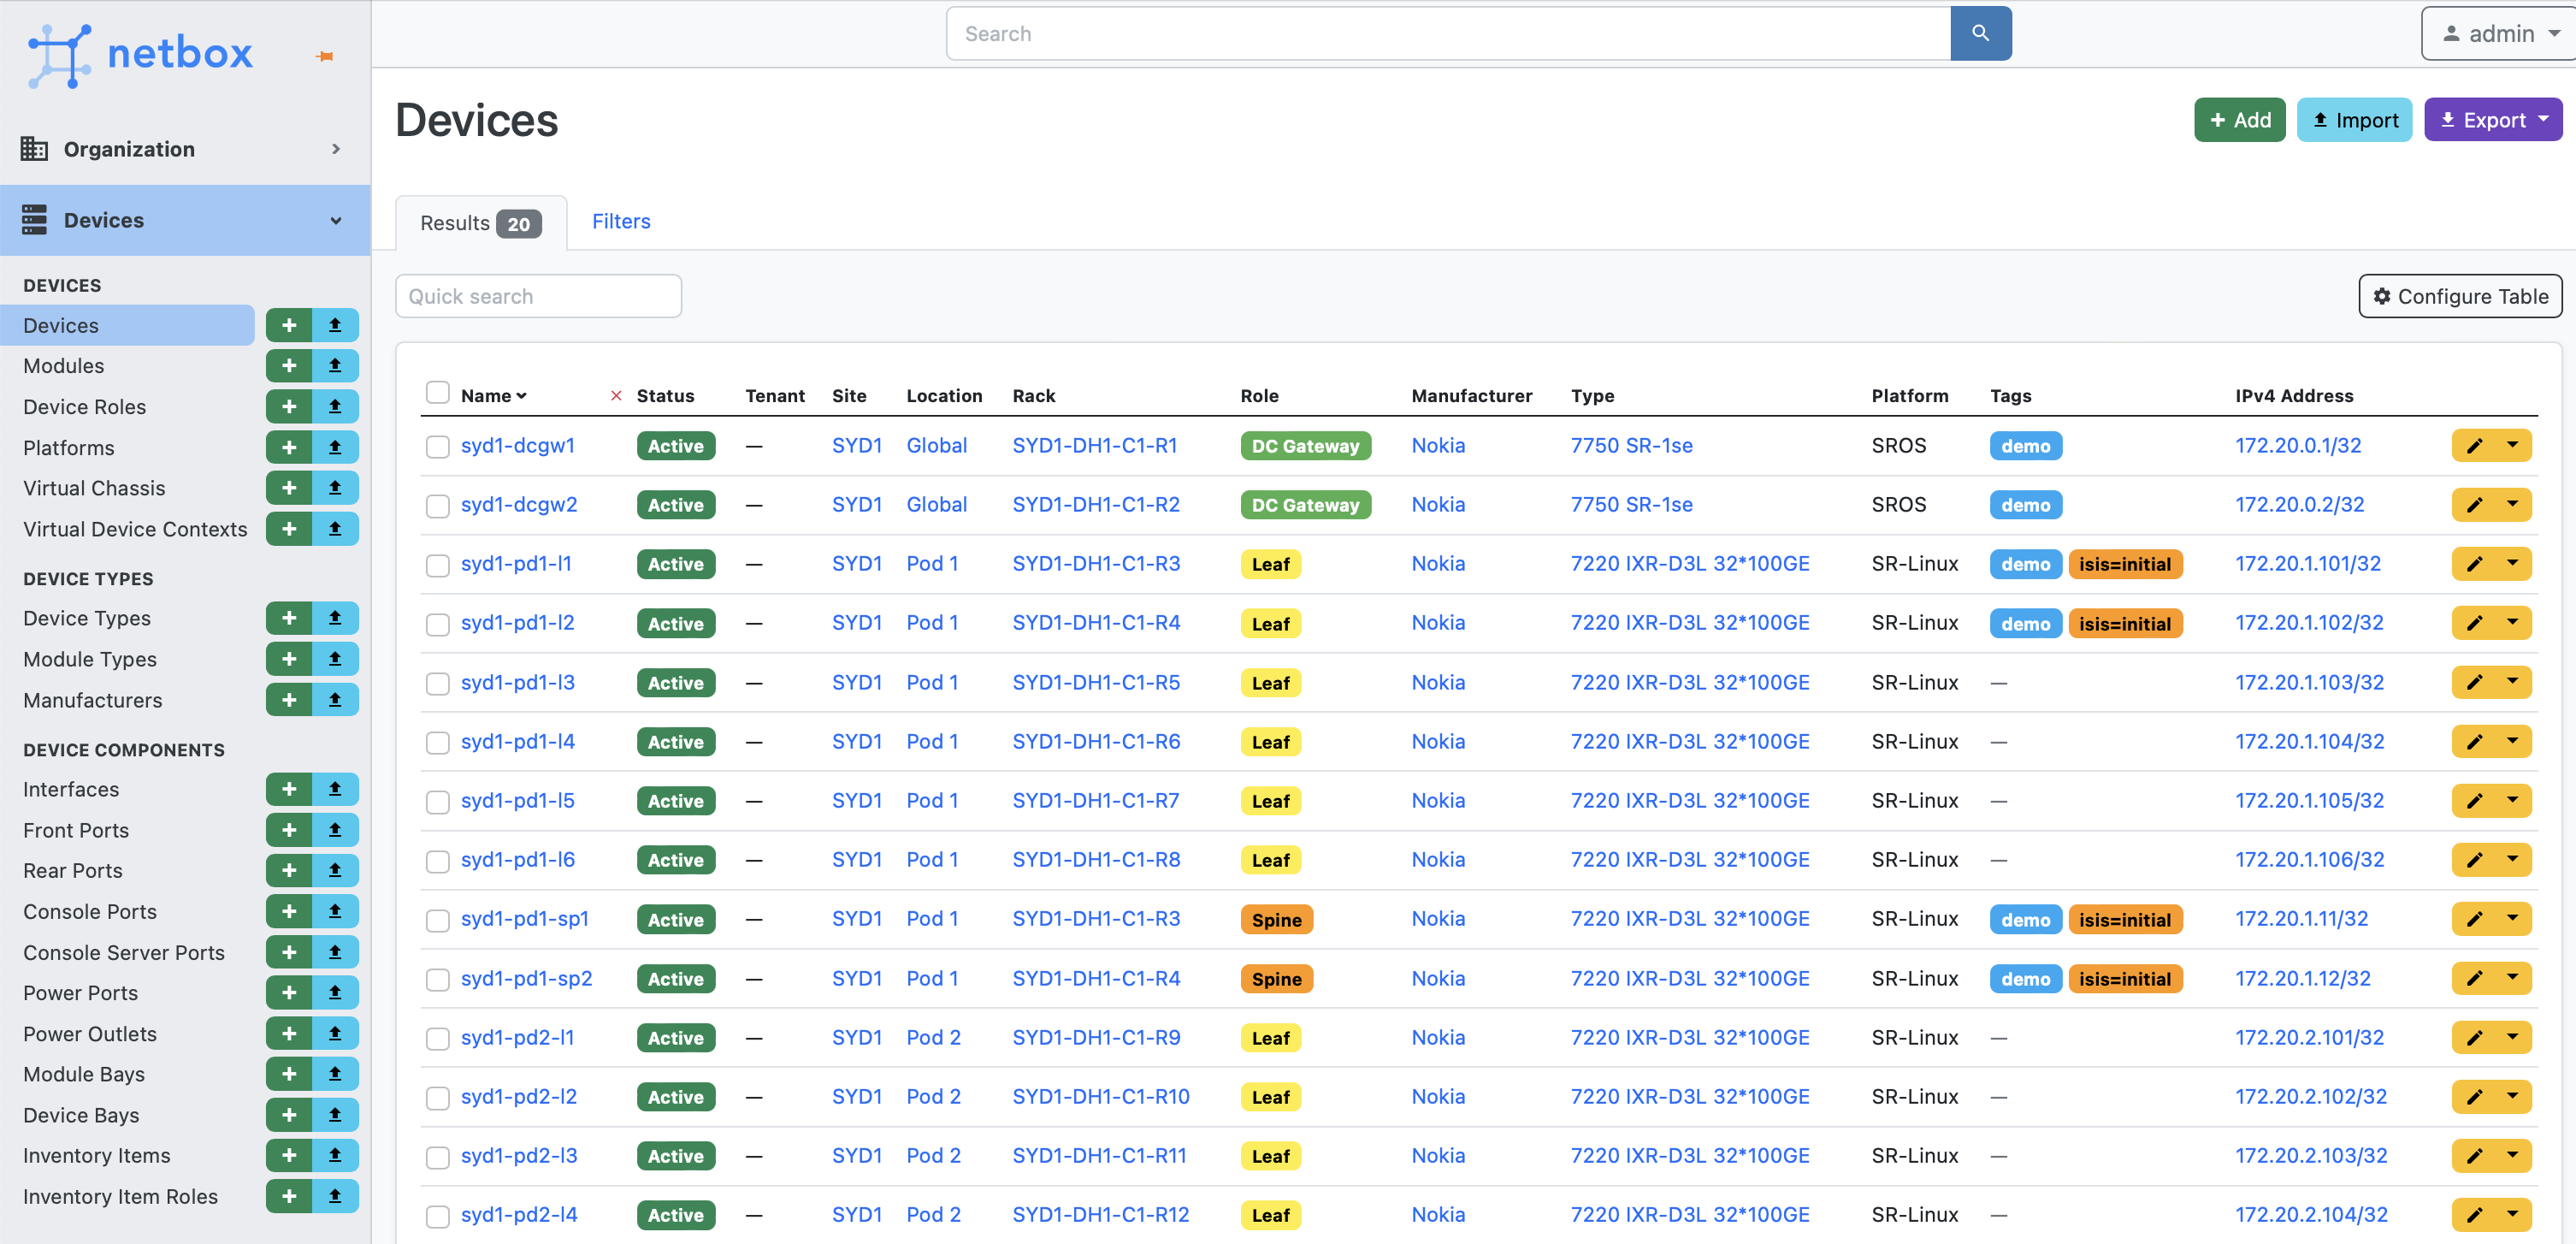 netbox
Search
admin
Organization
Devices
DEVICES
Devices
Modules
Device Roles
Platforms
Virtual Chassis
Virtual Device Contexts
DEVICE TYPES
Device Types
Module Types
Manufacturers
DEVICE COMPONENTS
Interfaces
Front Ports
Rear Ports
Console Ports
Console Server Ports
Power Ports
Power Outlets
Module Bays
Device Bays
Inventory Items
Inventory Item Roles
Devices
Add Import Export
Results 20 Filters
Quick search
Configure Table
Name Status Tenant Site Location Rack Role Manufacturer Type Platform Tags IPv4 Address
syd1-dcgw1 Active — SYD1 Global SYD1-DH1-C1-R1 DC Gateway Nokia 7750 SR-1se SROS demo 172.20.0.1/32
syd1-dcgw2 Active — SYD1 Global SYD1-DH1-C1-R2 DC Gateway Nokia 7750 SR-1se SROS demo 172.20.0.2/32
syd1-pd1-l1 Active — SYD1 Pod 1 SYD1-DH1-C1-R3 Leaf Nokia 7220 IXR-D3L 32*100GE SR-Linux demo isis=initial 172.20.1.101/32
syd1-pd1-l2 Active — SYD1 Pod 1 SYD1-DH1-C1-R4 Leaf Nokia 7220 IXR-D3L 32*100GE SR-Linux demo isis=initial 172.20.1.102/32
syd1-pd1-l3 Active — SYD1 Pod 1 SYD1-DH1-C1-R5 Leaf Nokia 7220 IXR-D3L 32*100GE SR-Linux — 172.20.1.103/32
syd1-pd1-l4 Active — SYD1 Pod 1 SYD1-DH1-C1-R6 Leaf Nokia 7220 IXR-D3L 32*100GE SR-Linux — 172.20.1.104/32
syd1-pd1-l5 Active — SYD1 Pod 1 SYD1-DH1-C1-R7 Leaf Nokia 7220 IXR-D3L 32*100GE SR-Linux — 172.20.1.105/32
syd1-pd1-l6 Active — SYD1 Pod 1 SYD1-DH1-C1-R8 Leaf Nokia 7220 IXR-D3L 32*100GE SR-Linux — 172.20.1.106/32
syd1-pd1-sp1 Active — SYD1 Pod 1 SYD1-DH1-C1-R3 Spine Nokia 7220 IXR-D3L 32*100GE SR-Linux demo isis=initial 172.20.1.11/32
syd1-pd1-sp2 Active — SYD1 Pod 1 SYD1-DH1-C1-R4 Spine Nokia 7220 IXR-D3L 32*100GE SR-Linux demo isis=initial 172.20.1.12/32
syd1-pd2-l1 Active — SYD1 Pod 2 SYD1-DH1-C1-R9 Leaf Nokia 7220 IXR-D3L 32*100GE SR-Linux — 172.20.2.101/32
syd1-pd2-l2 Active — SYD1 Pod 2 SYD1-DH1-C1-R10 Leaf Nokia 7220 IXR-D3L 32*100GE SR-Linux — 172.20.2.102/32
syd1-pd2-l3 Active — SYD1 Pod 2 SYD1-DH1-C1-R11 Leaf Nokia 7220 IXR-D3L 32*100GE SR-Linux — 172.20.2.103/32
syd1-pd2-l4 Active — SYD1 Pod 2 SYD1-DH1-C1-R12 Leaf Nokia 7220 IXR-D3L 32*100GE SR-Linux — 172.20.2.104/32